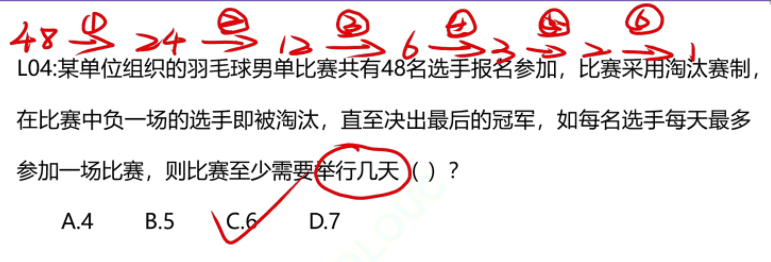 48 ①→ 24 ②→ 12 ③→ 6 ④→ 3 ⑤→ 2 ⑥→ 1
L04:某单位组织的羽毛球男单比赛共有48名选手报名参加，比赛采用淘汰赛制，
在比赛中负一场的选手即被淘汰，直至决出最后的冠军，如每名选手每天最多
参加一场比赛，则比赛至少需要举行几天（ ）？
A.4 B.5 C.6 D.7